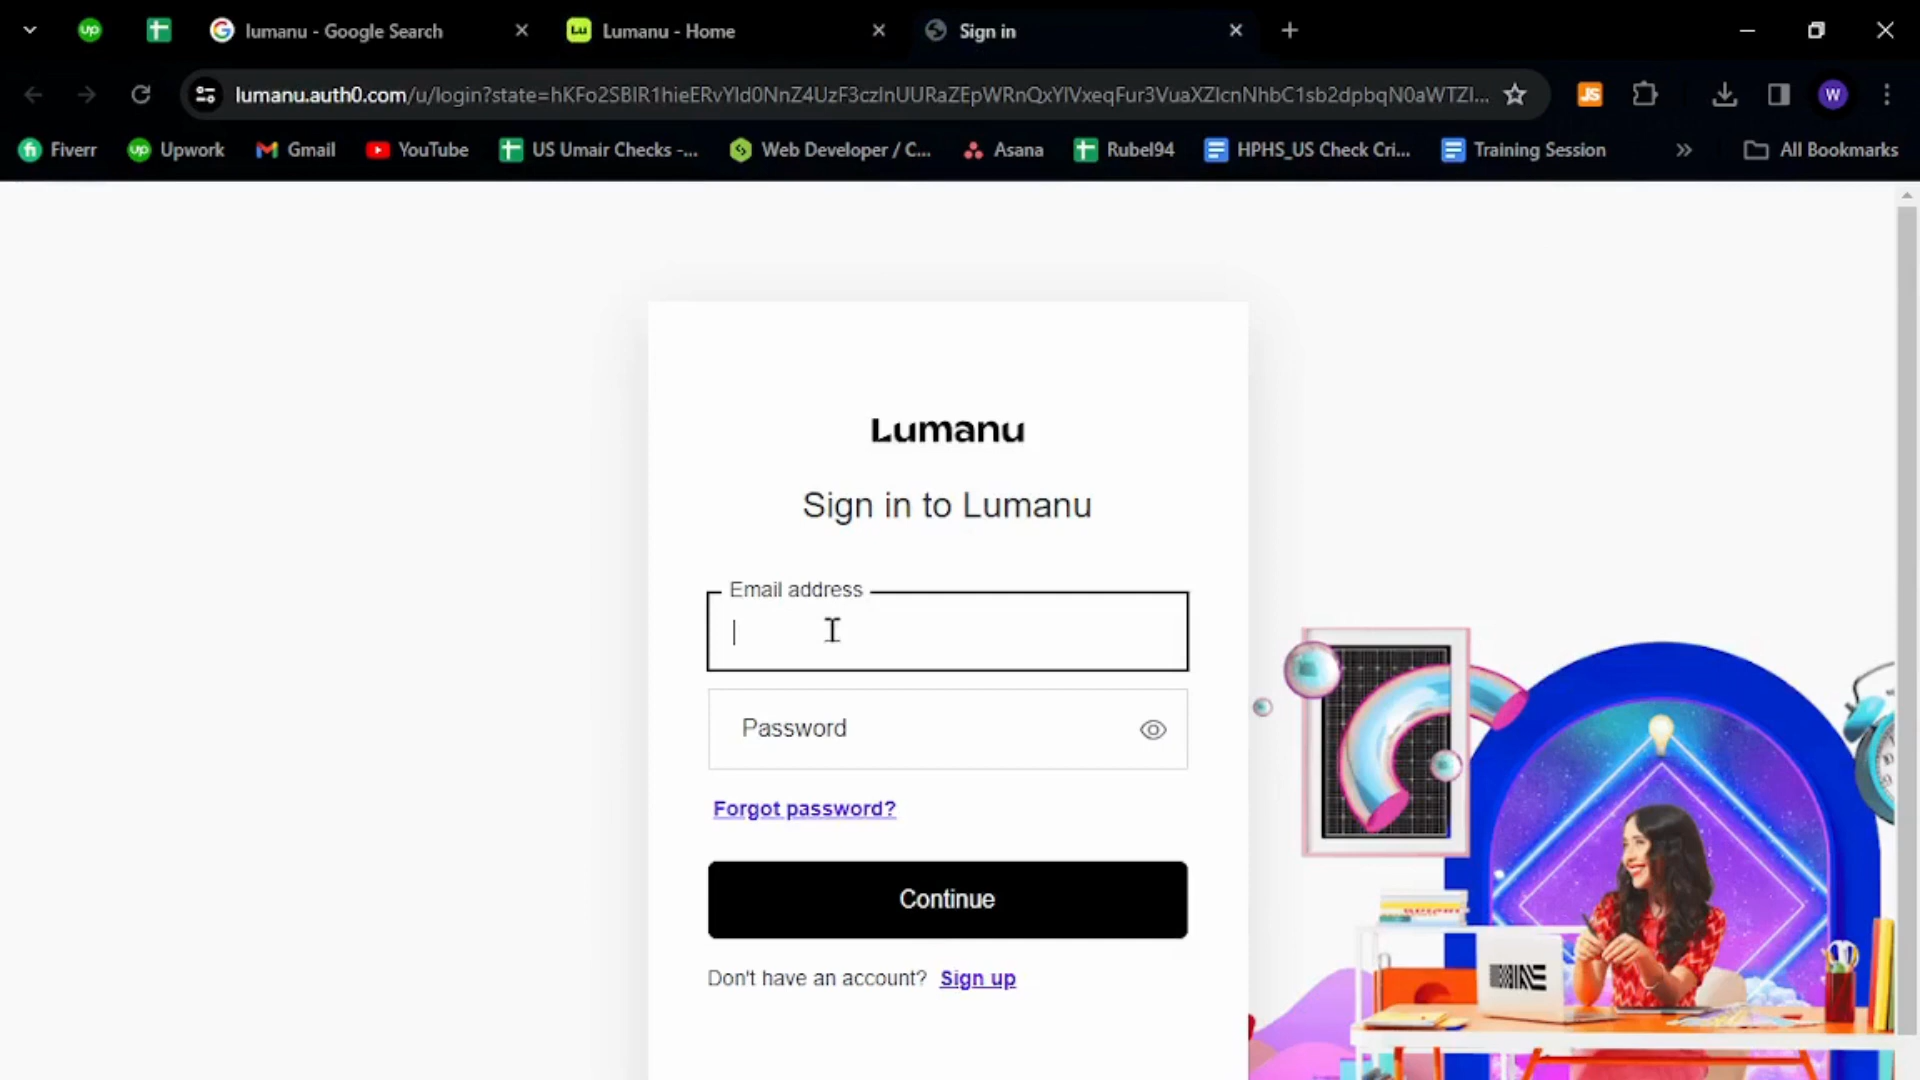 lumanu - Google Search
Lumanu - Home
Sign in
lumanu.auth0.com/u/login?state=hKFo2SBlR1hieERvYld0NnZ4UzF3czlnUURaZEpWRnQxYlVxeqFur3VuaXZlcnNhbC1sb2dpbqN0aWTZI...
Fiverr
Upwork
Gmail
YouTube
US Umair Checks -...
Web Developer / C...
Asana
Rubel94
HPHS_US Check Cri...
Training Session
All Bookmarks
Lumanu
Sign in to Lumanu
Email address
Password
Forgot password?
Continue
Don't have an account? Sign up